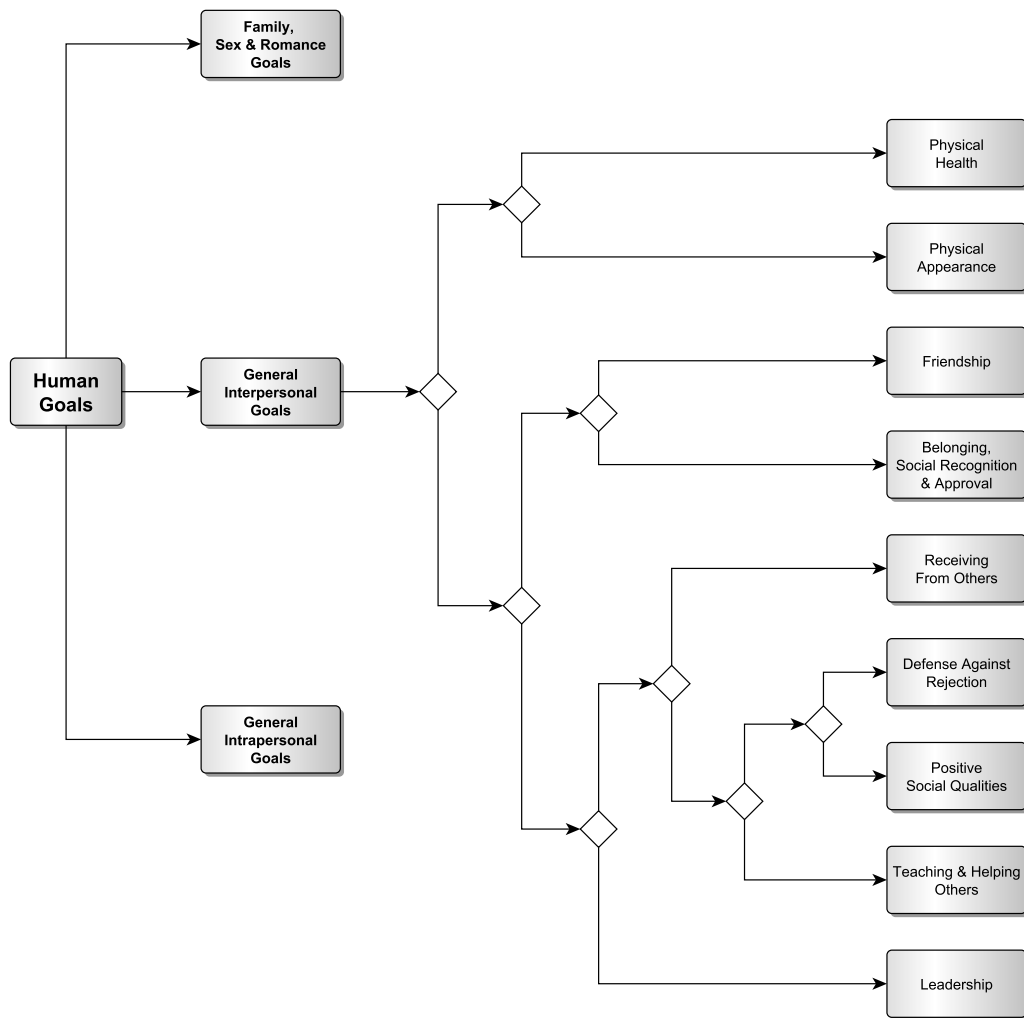 Family,
Sex & Romance
Goals
Physical
Health
Physical
Appearance
Friendship
Human
Goals
General
Interpersonal
Goals
Belonging,
Social Recognition
& Approval
Receiving
From Others
Defense Against
Rejection
General
Intrapersonal
Goals
Positive
Social Qualities
Teaching & Helping
Others
Leadership